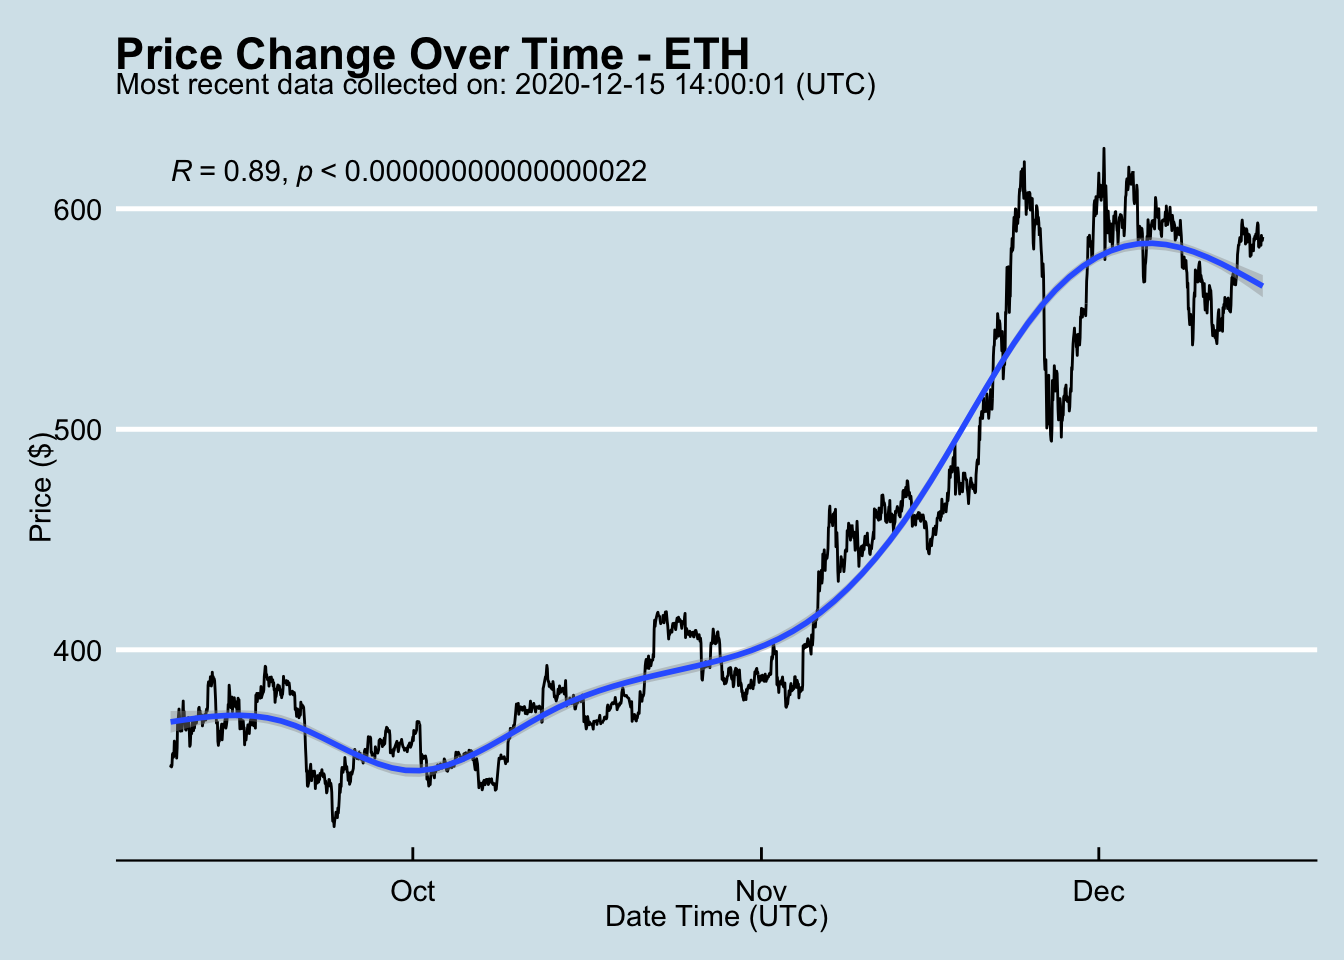 Price Change Over Time - ETH
Most recent data collected on: 2020-12-15 14:00:01 (UTC)
R = 0.89, p < 0.00000000000000022
600
500
400
Price ($)
Oct
Nov
Dec
Date Time (UTC)